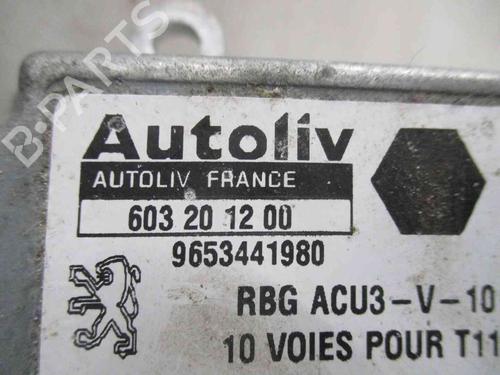 Autoliv
AUTOLIV FRANCE
603 20 12 00
9653441980
RBG ACU3-V-10
10 VOIES POUR T11
B-PARTS